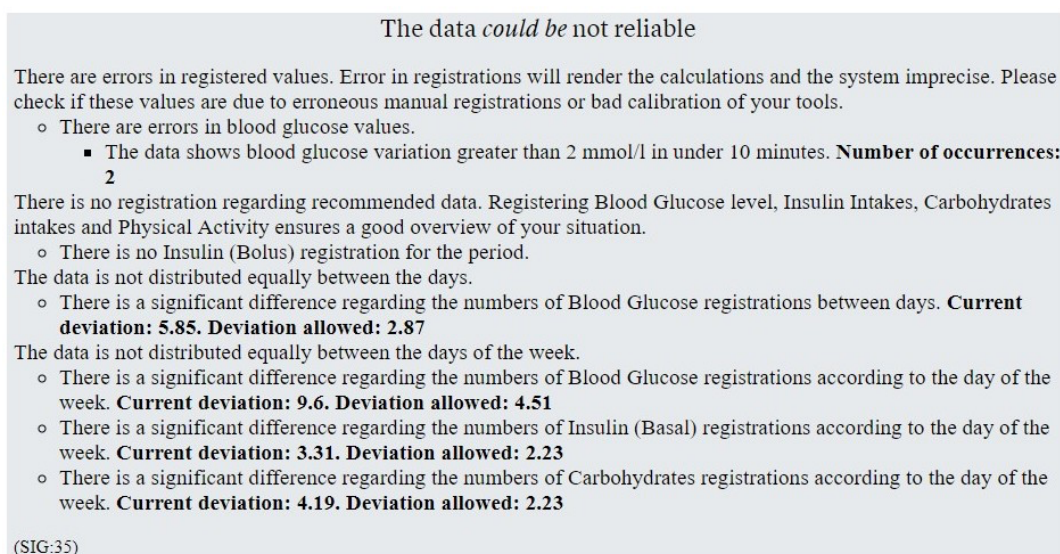 The data could be not reliable
There are errors in registered values. Error in registrations will render the calculations and the system imprecise. Please
check if these values are due to erroneous manual registrations or bad calibration of your tools.
There are errors in blood glucose values.
The data shows blood glucose variation greater than 2 mmol/l in under 10 minutes. Number of occurrences:
2
There is no registration regarding recommended data. Registering Blood Glucose level, Insulin Intakes, Carbohydrates
intakes and Physical Activity ensures a good overview of your situation.
There is no Insulin (Bolus) registration for the period.
The data is not distributed equally between the days.
There is a significant difference regarding the numbers of Blood Glucose registrations between days. Current
deviation: 5.85. Deviation allowed: 2.87
The data is not distributed equally between the days of the week.
There is a significant difference regarding the numbers of Blood Glucose registrations according to the day of the
week. Current deviation: 9.6. Deviation allowed: 4.51
There is a significant difference regarding the numbers of Insulin (Basal) registrations according to the day of the
week. Current deviation: 3.31. Deviation allowed: 2.23
There is a significant difference regarding the numbers of Carbohydrates registrations according to the day of the
week. Current deviation: 4.19. Deviation allowed: 2.23
(SIG:35)